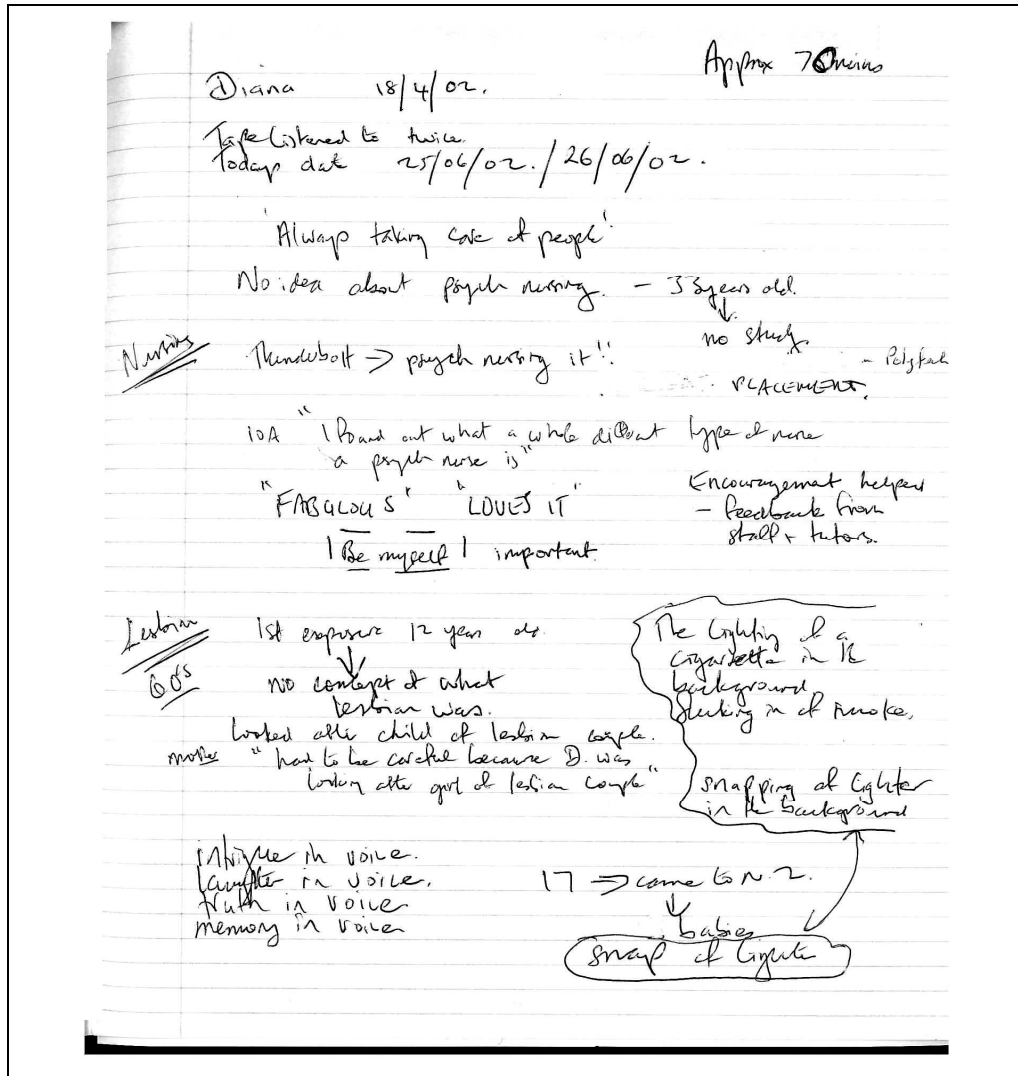 Approx 70mins
Diana 18/4/02.
Tape listened to twice.
Todays date 25/06/02. / 26/06/02.
'Always taking care of people'
No idea about psych nursing. - 33years old.
no study
Nursing
Thunderbolt → psych nursing it!!
- Polytech
PLACEMENT.
"I found out what a whole different type of nurse
a psych nurse is"
"FABULOUS" "LOVES IT"
| Be myself | important
Encouragement helped
- feedback from
staff + tutors.
Lesbian
60's
1st exposure 12 years old
no concept of what
lesbian was.
looked after child of lesbian couple.
mother "had to be careful because D. was
looking after girl of lesbian couple"
The lighting of a
cigarette in the
background
sucking in of smoke.
snapping of lighter
in the background
intrigue in voice.
laughter in voice.
truth in voice
memory in voice
17 ⇒ came to N.Z.
babies
snap of lighter